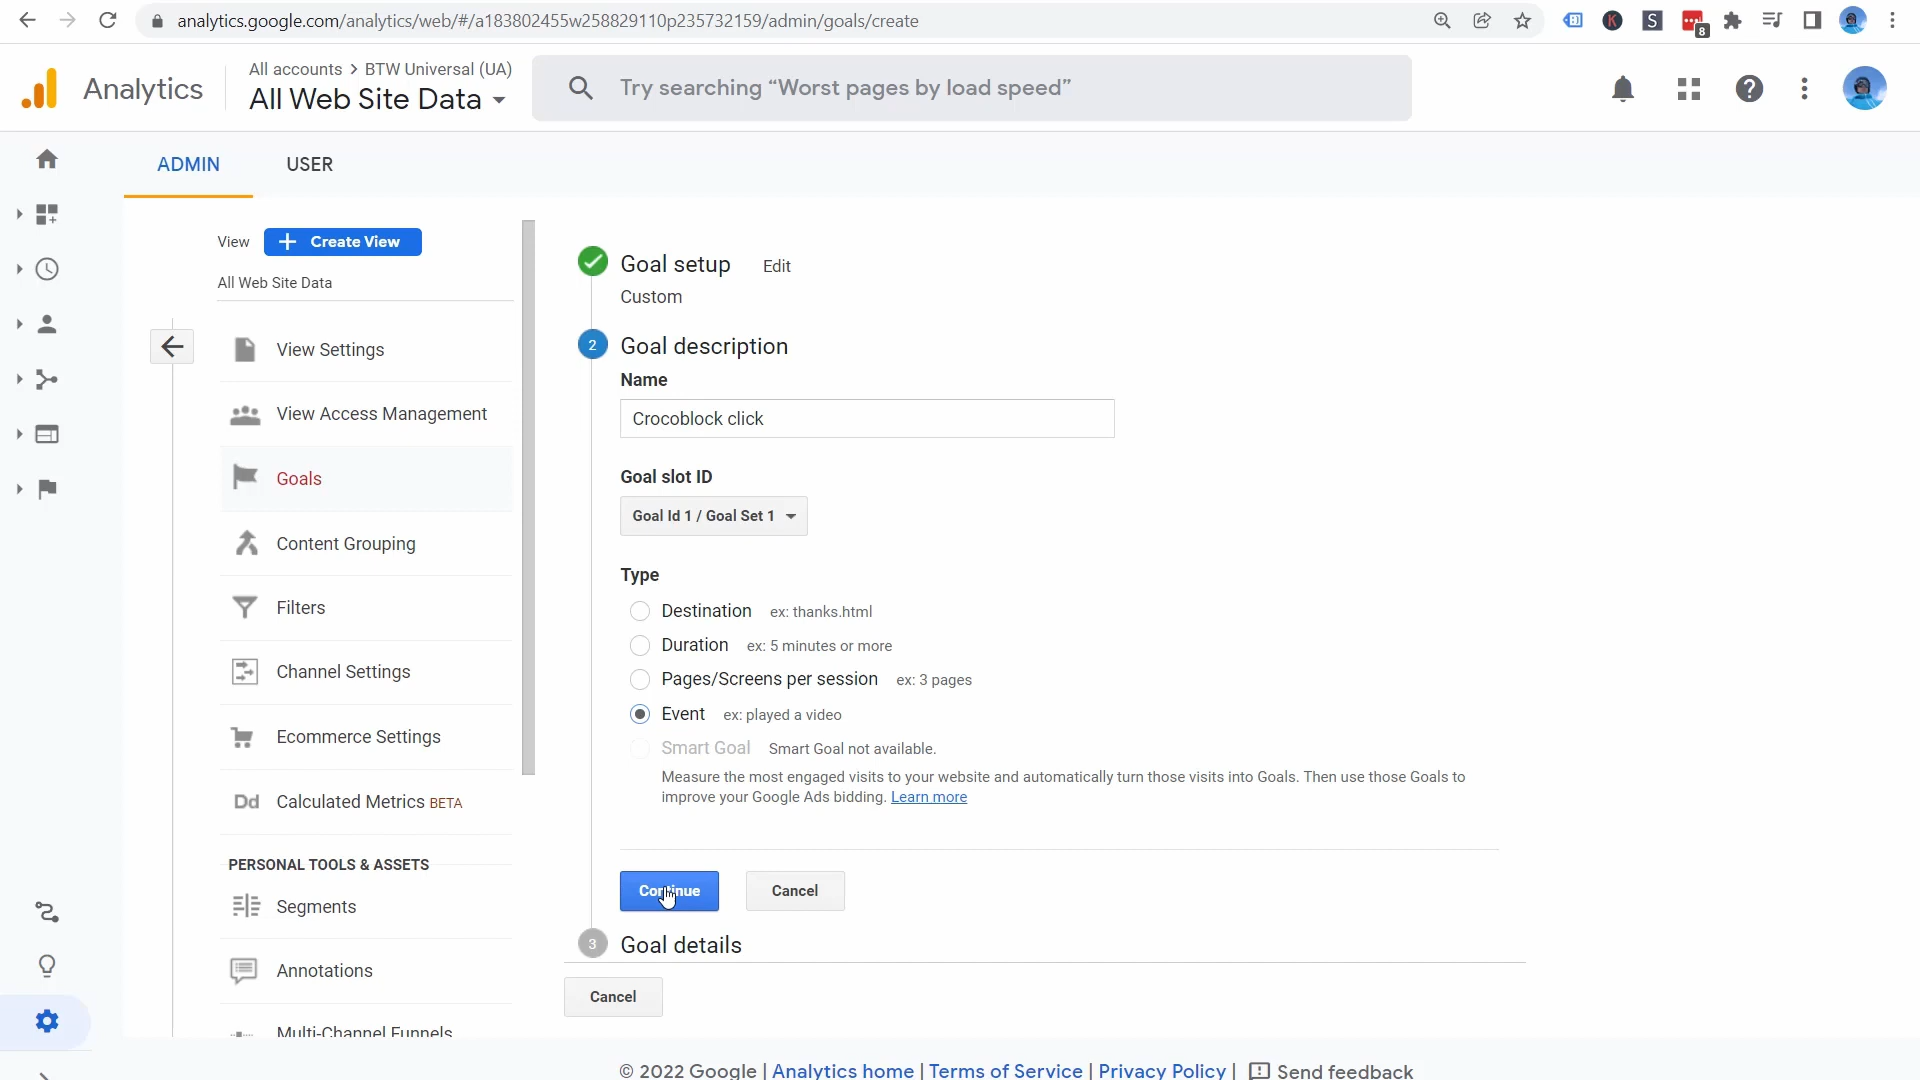 analytics.google.com/analytics/web/#/a183802455w258829110p235732159/admin/goals/create
8
Analytics
All accounts > BTW Universal (UA)
All Web Site Data
Try searching “Worst pages by load speed”
ADMIN
USER
View
Create View
All Web Site Data
View Settings
View Access Management
Goals
Content Grouping
Filters
Channel Settings
Ecommerce Settings
Dd Calculated Metrics BETA
PERSONAL TOOLS & ASSETS
Segments
Annotations
Multi-Channel Funnels
Goal setup Edit
Custom
2 Goal description
Name
Crocoblock click
Goal slot ID
Goal Id 1 / Goal Set 1
Type
Destination ex: thanks.html
Duration ex: 5 minutes or more
Pages/Screens per session ex: 3 pages
Event ex: played a video
Smart Goal Smart Goal not available.
Measure the most engaged visits to your website and automatically turn those visits into Goals. Then use those Goals to
improve your Google Ads bidding. Learn more
Continue Cancel
3 Goal details
Cancel
© 2022 Google | Analytics home | Terms of Service | Privacy Policy | Send feedback